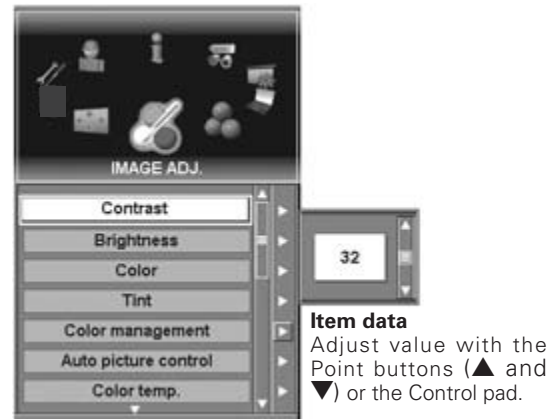 IMAGE ADJ.
Contrast
Brightness
Color
Tint
Color management
Auto picture control
Color temp.
32
Item data
Adjust value with the
Point buttons (▲ and
▼) or the Control pad.